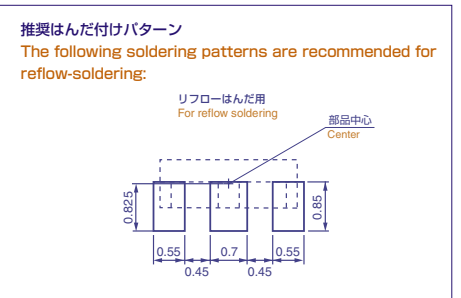 推奨はんだ付けパターン
The following soldering patterns are recommended for
reflow-soldering:
リフローはんだ用
For reflow soldering
部品中心
Center
0.825
0.85
0.55
0.7
0.55
0.45
0.45